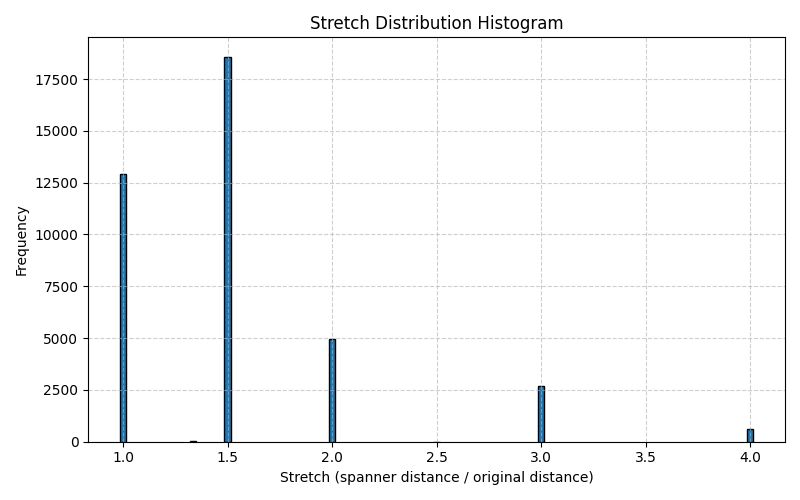 Stretch Distribution Histogram
Frequency
17500
15000
12500
10000
7500
5000
2500
0
1.0 1.5 2.0 2.5 3.0 3.5 4.0
Stretch (spanner distance / original distance)